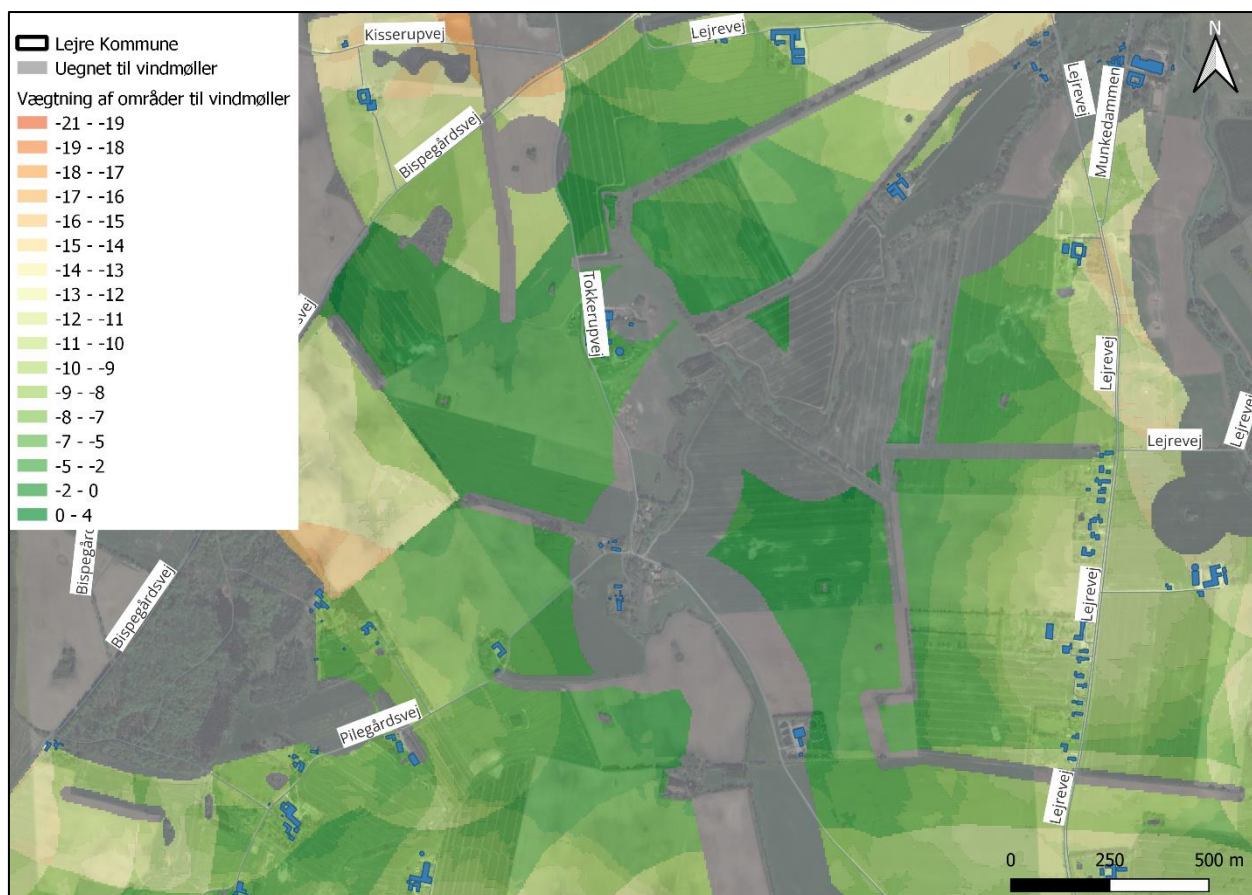 Lejre Kommune
Uegnet til vindmøller
Vægtning af områder til vindmøller
-21 - -19
-19 - -18
-18 - -17
-17 - -16
-16 - -15
-15 - -14
-14 - -13
-13 - -12
-12 - -11
-11 - -10
-10 - -9
-9 - -8
-8 - -7
-7 - -5
-5 - -2
-2 - 0
0 - 4
Kisserupvej
Lejrevej
N
Lejrevej
Munkedammen
Bispegårdsvej
Tokkerupvej
svej
Lejrevej
Lejrevej
Lejrevej
Bispegård
Bispegårdsvej
Lejrevej
Pilegårdsvej
Lejrevej
0 250 500 m